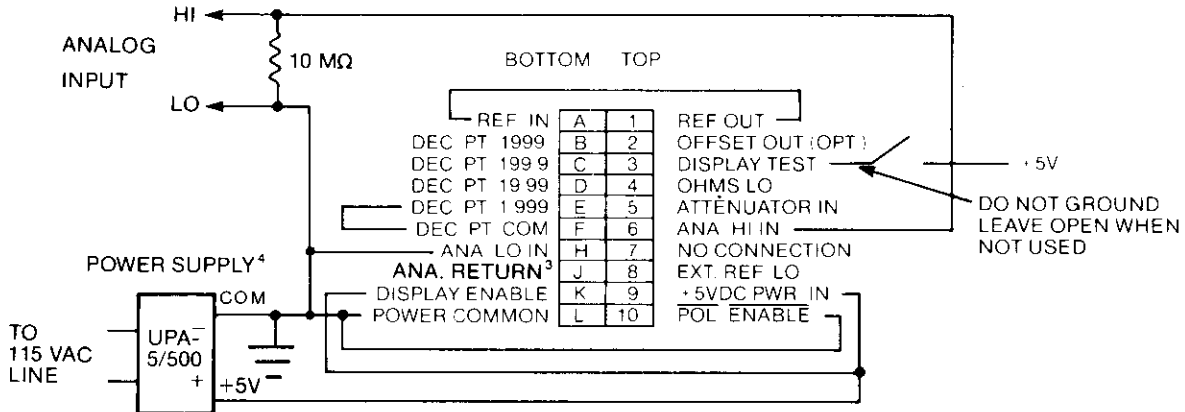 HI
ANALOG
INPUT
10 MΩ
LO
BOTTOM TOP
REF IN A 1 REF OUT
DEC PT 1999 B 2 OFFSET OUT (OPT)
DEC PT 199 9 C 3 DISPLAY TEST +5V
DEC PT 19 99 D 4 OHMS LO
DEC PT 1 999 E 5 ATTENUATOR IN
DEC PT COM F 6 ANA HI IN
ANA LO IN H 7 NO CONNECTION
ANA. RETURN³ J 8 EXT. REF LO
DISPLAY ENABLE K 9 +5VDC PWR IN
POWER COMMON L 10 POL ENABLE
DO NOT GROUND
LEAVE OPEN WHEN
NOT USED
POWER SUPPLY⁴
COM
TO
115 VAC
LINE
UPA-
5/500
−
+
+5V